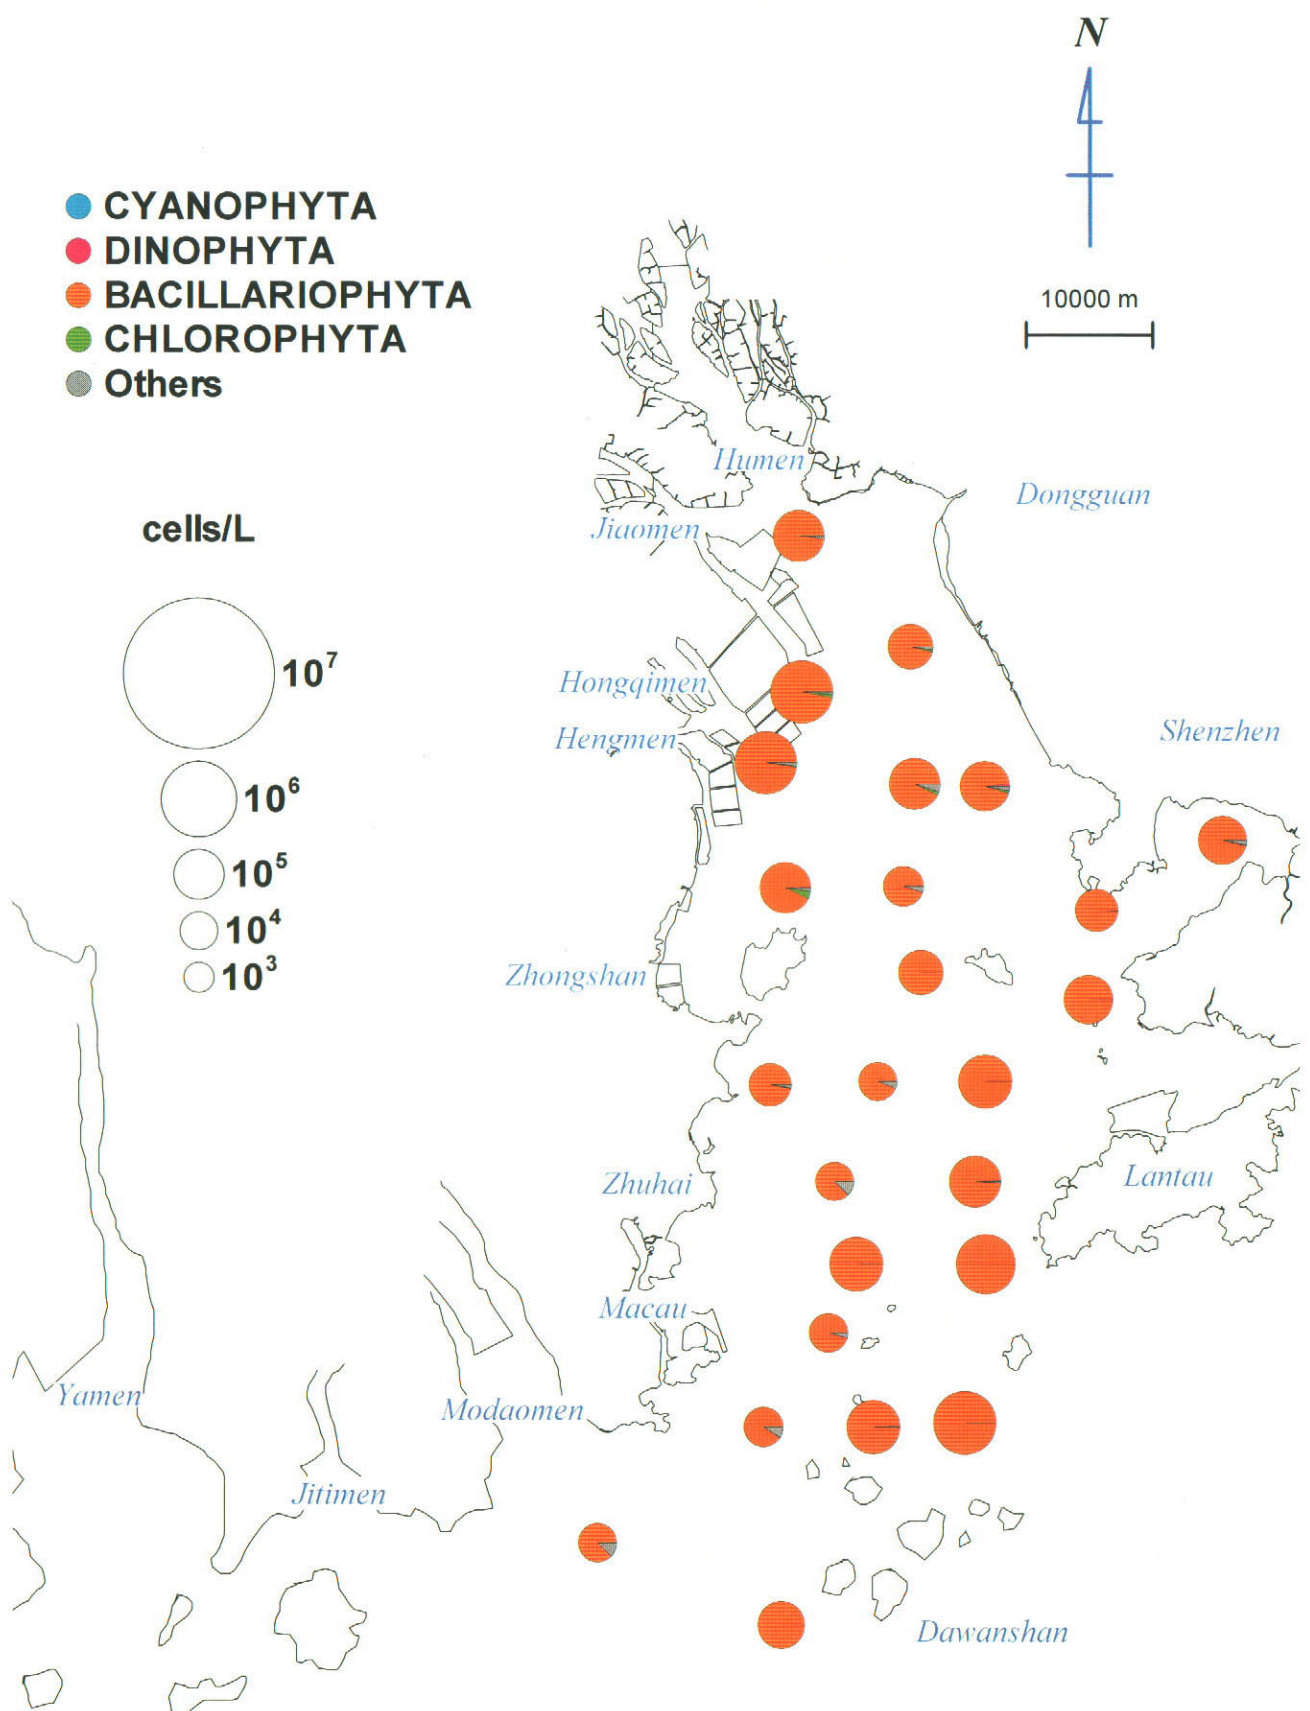 N
CYANOPHYTA
DINOPHYTA
BACILLARIOPHYTA
CHLOROPHYTA
Others
10000 m
Humen
Dongguan
cells/L
Jiaomen
10⁷
Hongqimen
Hengmen
Shenzhen
10⁶
10⁵
10⁴
10³
Zhongshan
Zhuhai
Lantau
Macau
Yamen
Modaomen
Jitimen
Dawanshan